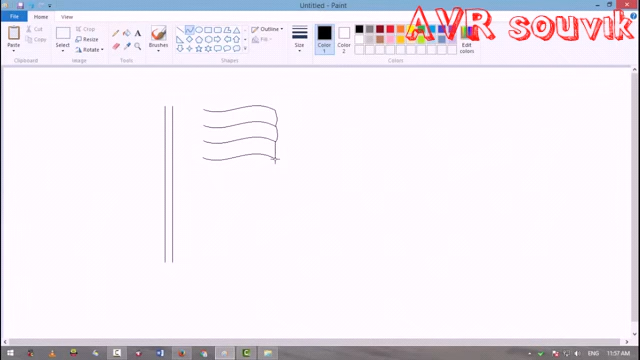 Untitled - Paint
AVR souvik
File
Home
View
Paste
Cut
Copy
Clipboard
Select
Crop
Resize
Rotate
Image
Tools
Brushes
Outline
Fill
Shapes
Size
Color 1
Color 2
Colors
Edit colors
ENG
11:57 AM